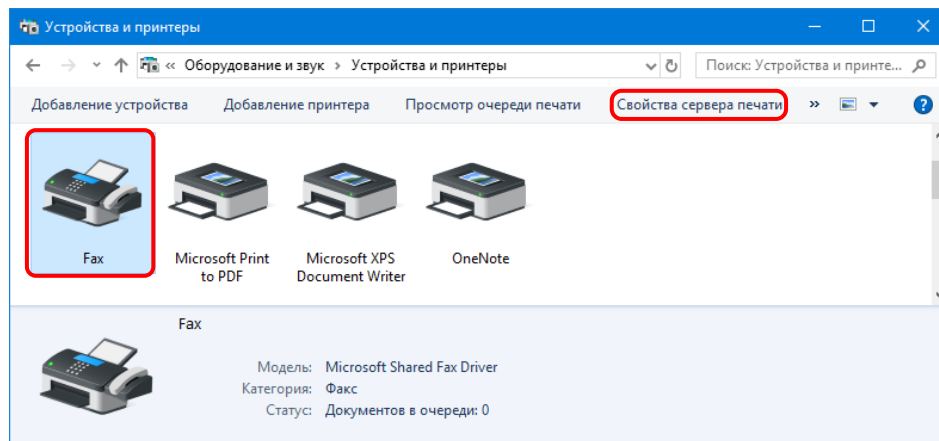 Устройства и принтеры
« Оборудование и звук › Устройства и принтеры
Поиск: Устройства и принте...
Добавление устройства Добавление принтера Просмотр очереди печати Свойства сервера печати »
Fax
Microsoft Print
to PDF
Microsoft XPS
Document Writer
OneNote
Fax
Модель: Microsoft Shared Fax Driver
Категория: Факс
Статус: Документов в очереди: 0